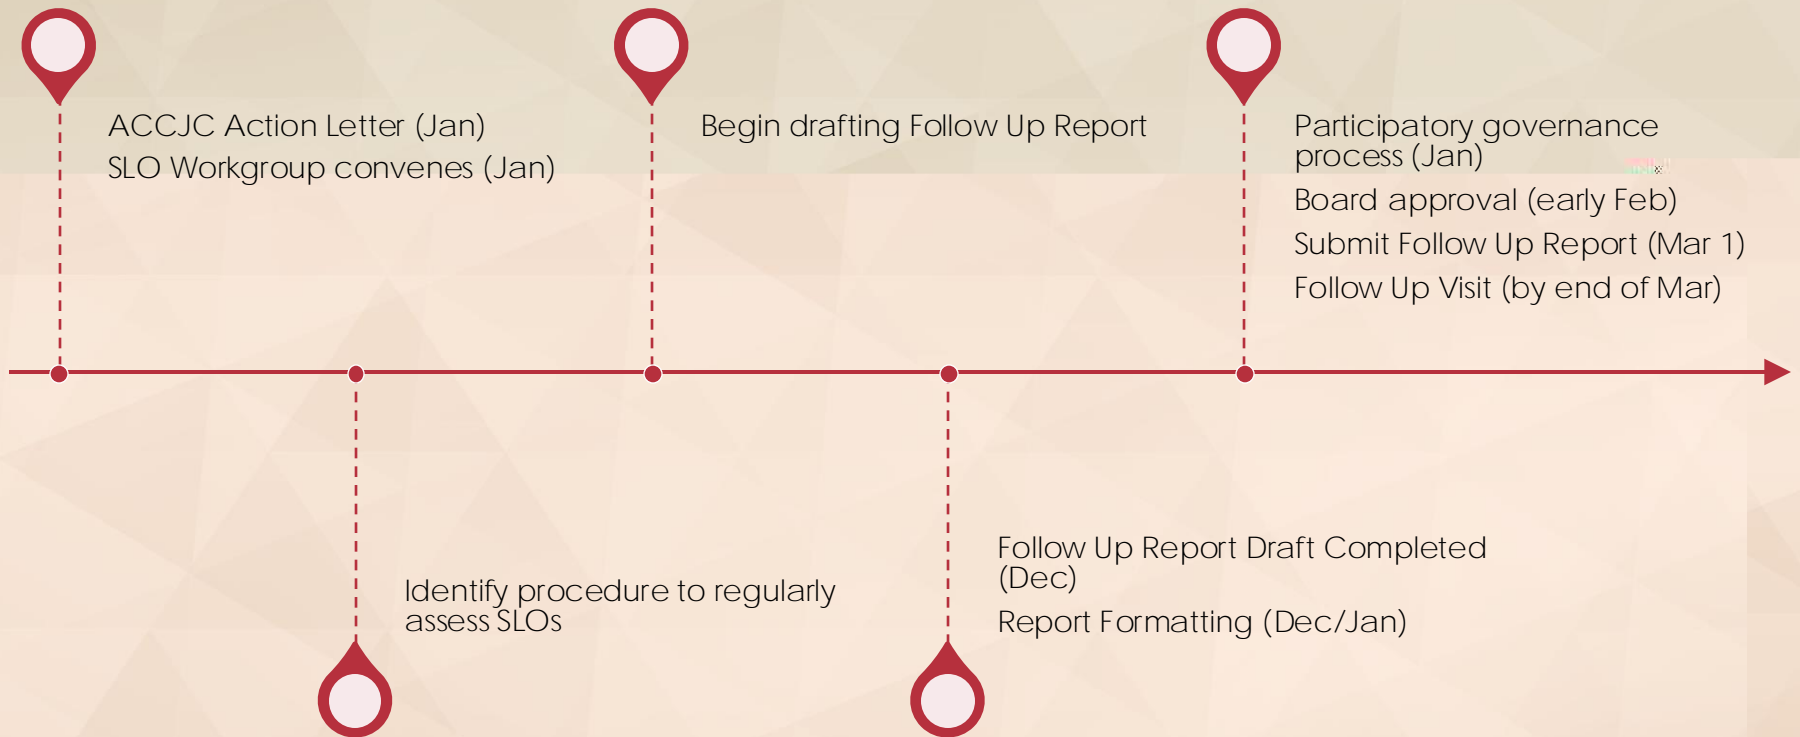 ACCJC Action Letter (Jan)
SLO Workgroup convenes (Jan)
Identify procedure to regularly
assess SLOs
Begin drafting Follow Up Report
Follow Up Report Draft Completed
(Dec)
Report Formatting (Dec/Jan)
Participatory governance
process (Jan)
Board approval (early Feb)
Submit Follow Up Report (Mar 1)
Follow Up Visit (by end of Mar)